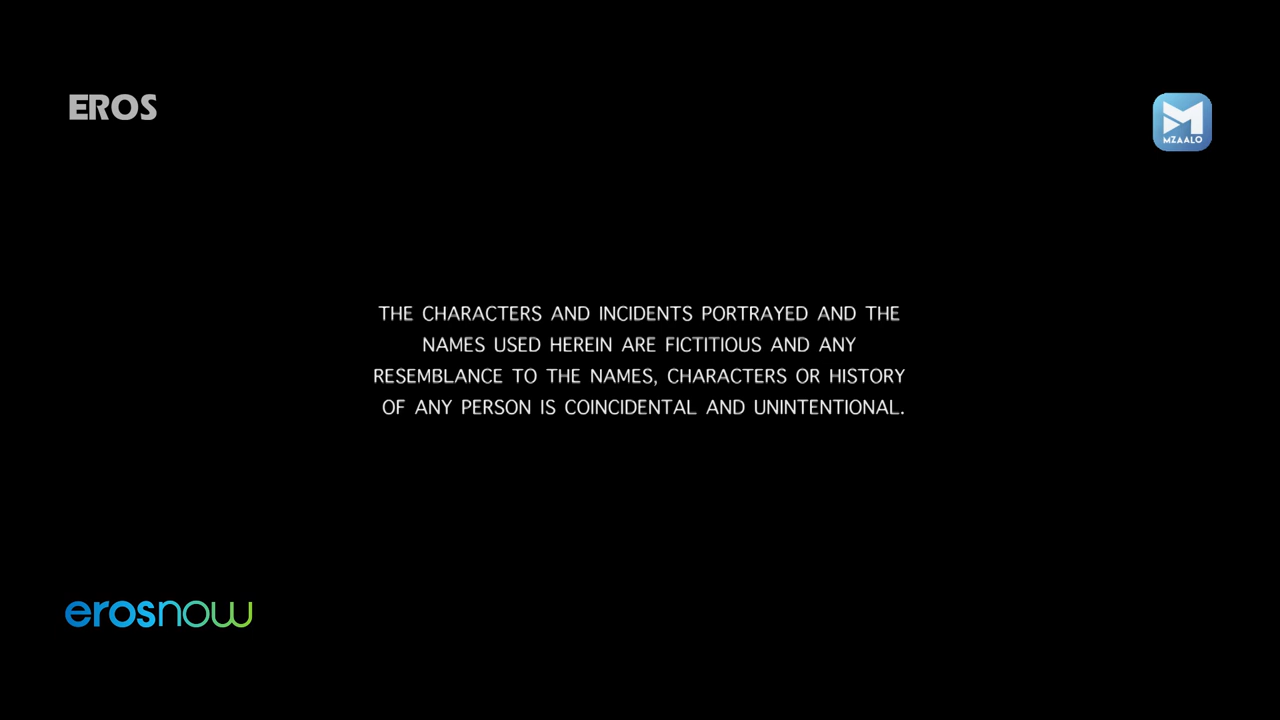 EROS
MZAALO
THE CHARACTERS AND INCIDENTS PORTRAYED AND THE
NAMES USED HEREIN ARE FICTITIOUS AND ANY
RESEMBLANCE TO THE NAMES, CHARACTERS OR HISTORY
OF ANY PERSON IS COINCIDENTAL AND UNINTENTIONAL.
erosnow